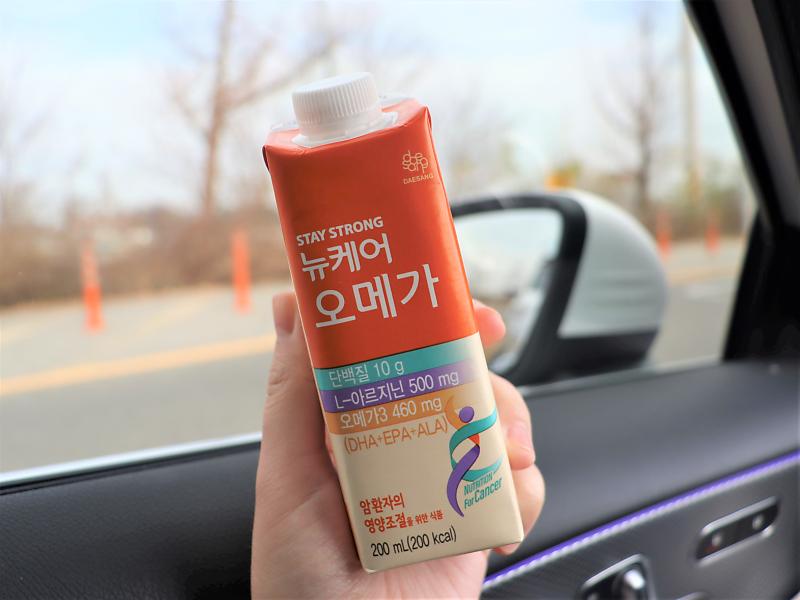 daesang
DAESANG
STAY STRONG
뉴케어
오메가
단백질 10 g
L-아르지닌 500 mg
오메가3 460 mg
(DHA+EPA+ALA)
NUTRITION
For Cancer
암환자의
영양조절을 위한 식품
200 mL(200 kcal)